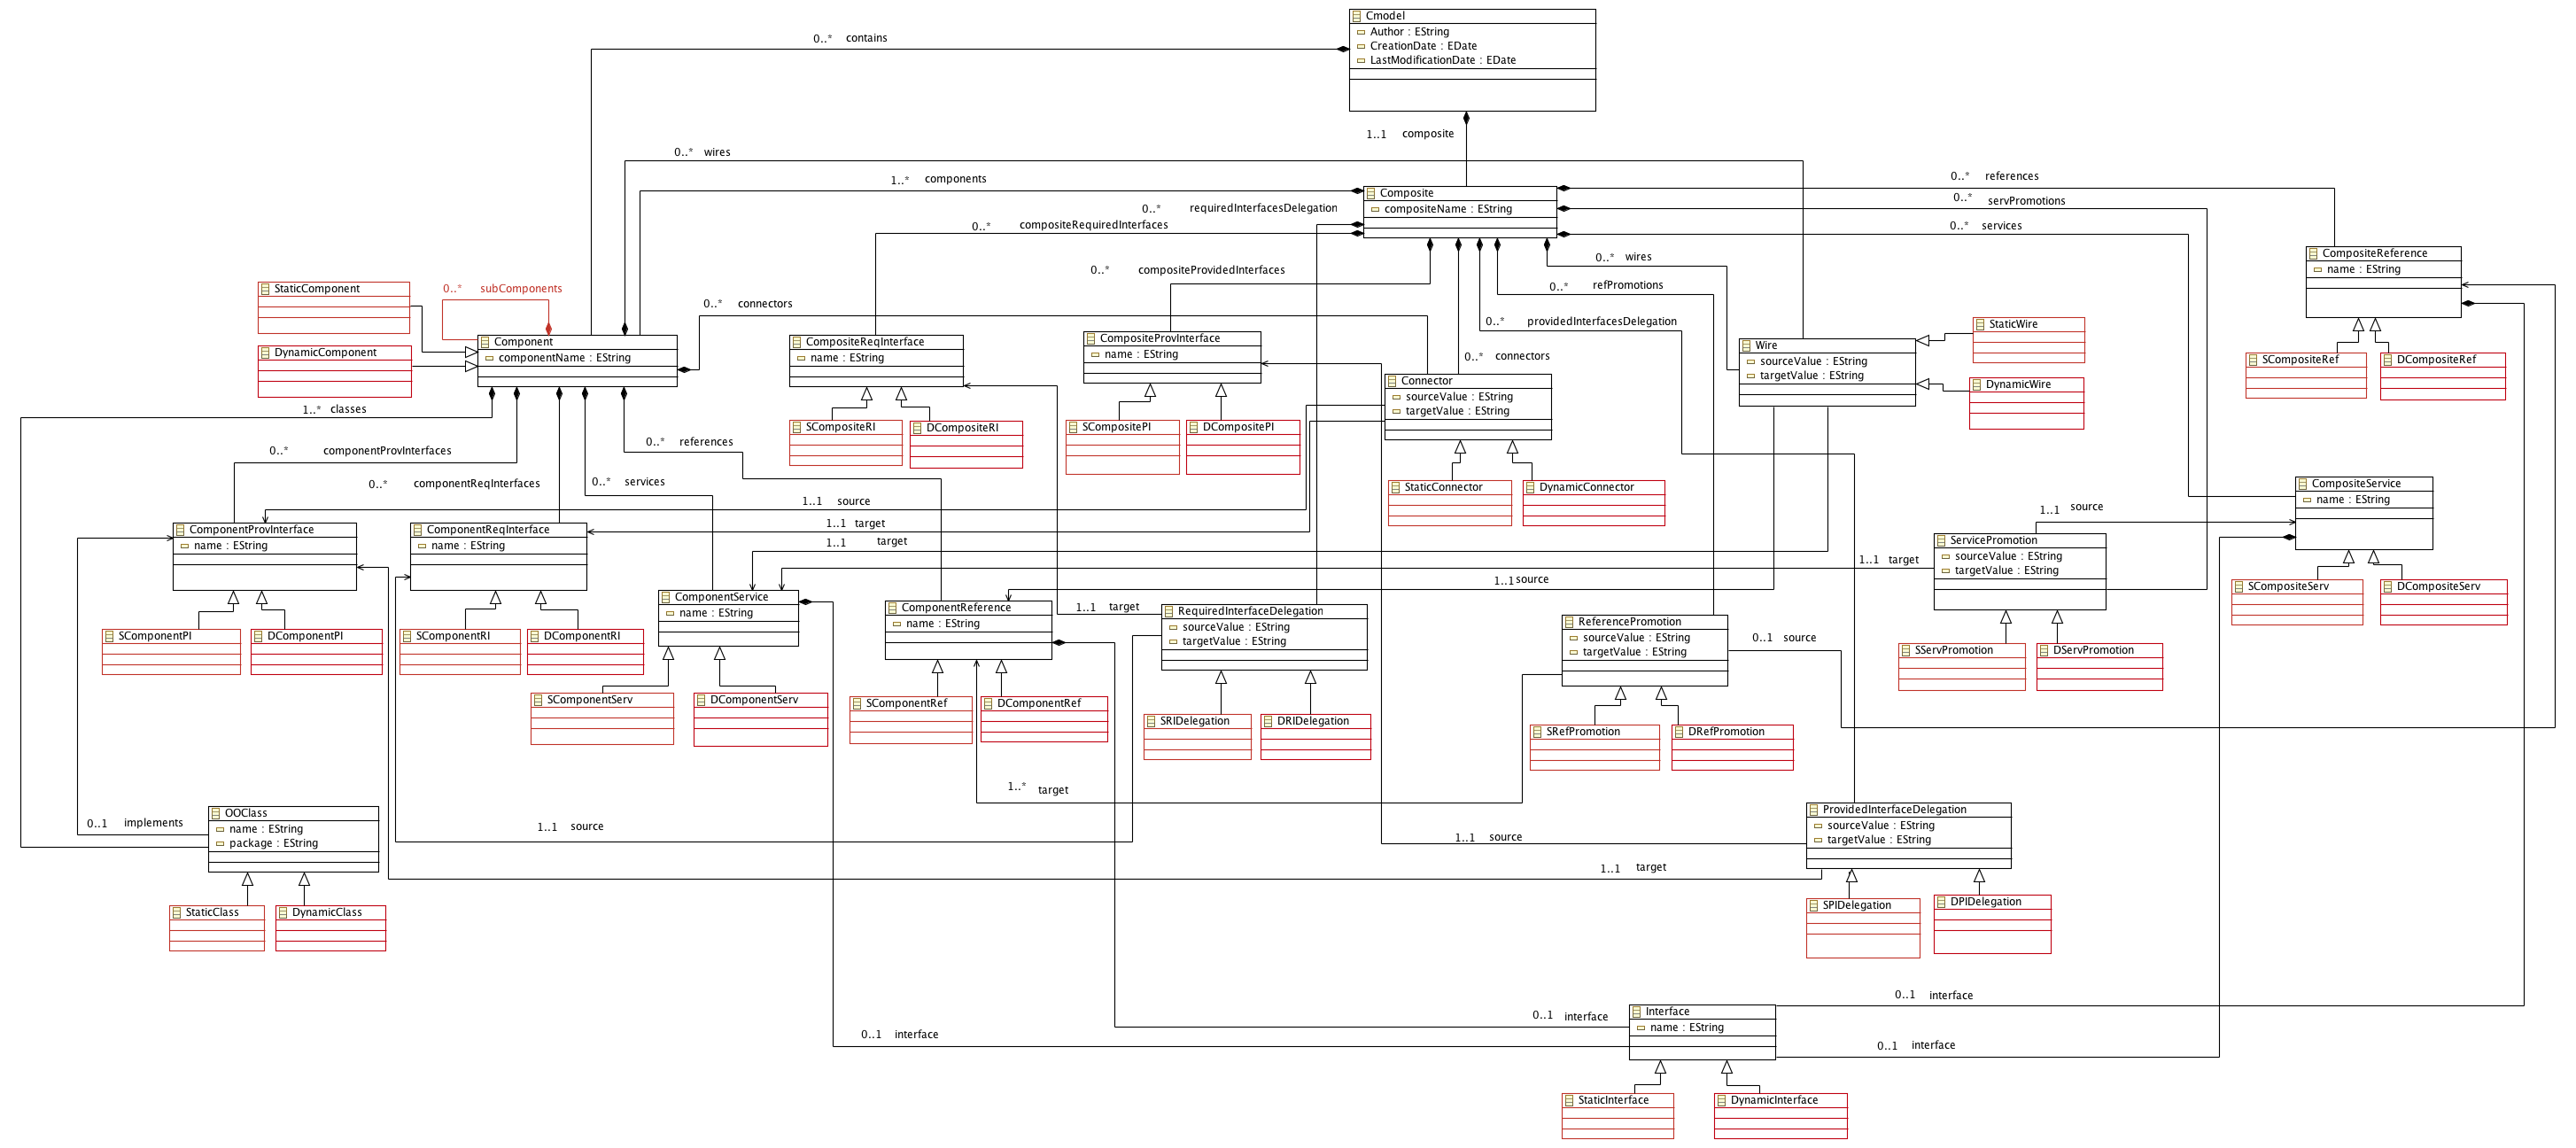 Cmodel
Author : EString
CreationDate : EDate
LastModificationDate : EDate
0..* contains
1..1 composite
0..* wires
1..* components
Composite
compositeName : EString
0..* references
0..* servPromotions
0..* requiredInterfacesDelegation
0..* compositeRequiredInterfaces
0..* services
CompositeReference
name : EString
0..* wires
0..* compositeProvidedInterfaces
0..* refPromotions
StaticComponent
0..* subComponents
0..* connectors
0..* providedInterfacesDelegation
StaticWire
Component
componentName : EString
CompositeReqInterface
name : EString
CompositeProvInterface
name : EString
Wire
sourceValue : EString
targetValue : EString
DynamicComponent
0..* connectors
SCompositeRef
DCompositeRef
Connector
sourceValue : EString
targetValue : EString
DynamicWire
1..* classes
SCompositeRI
DCompositeRI
SCompositePI
DCompositePI
0..* references
0..* componentProvInterfaces
0..* componentReqInterfaces
0..* services
StaticConnector
DynamicConnector
CompositeService
name : EString
1..1 source
1..1 source
ComponentProvInterface
name : EString
ComponentReqInterface
name : EString
1..1 target
1..1 target
ServicePromotion
sourceValue : EString
targetValue : EString
1..1 target
1..1 source
SCompositeServ
DCompositeServ
ComponentService
name : EString
ComponentReference
name : EString
1..1 target
RequiredInterfaceDelegation
sourceValue : EString
targetValue : EString
ReferencePromotion
sourceValue : EString
targetValue : EString
0..1 source
SComponentPI
DComponentPI
SComponentRI
DComponentRI
SServPromotion
DServPromotion
SComponentServ
DComponentServ
SComponentRef
DComponentRef
SRIDelegation
DRIDelegation
SRefPromotion
DRefPromotion
1..* target
OOClass
name : EString
package : EString
0..1 implements
1..1 source
1..1 source
ProvidedInterfaceDelegation
sourceValue : EString
targetValue : EString
1..1 target
StaticClass
DynamicClass
SPIDelegation
DPIDelegation
0..1 interface
Interface
name : EString
0..1 interface
0..1 interface
0..1 interface
StaticInterface
DynamicInterface